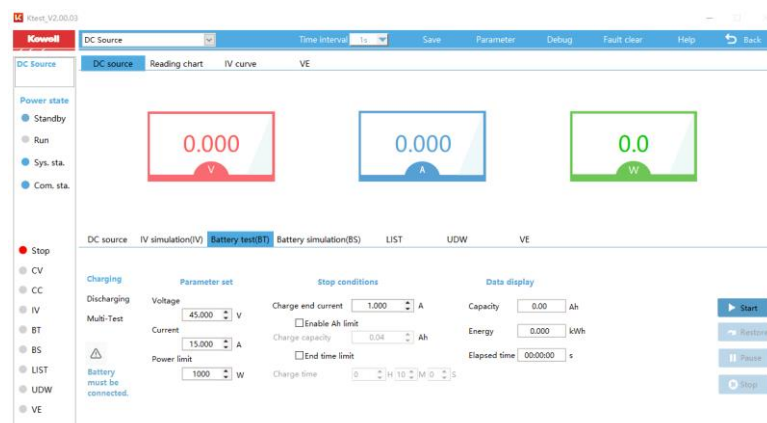 Ktest_V2.00.03
Kewell DC Source Time interval 1s Save Parameter Debug Fault clear Help Back
DC Source DC source Reading chart IV curve VE
Power state
Standby
Run
Sys. sta.
Com. sta.
0.000
V
0.000
A
0.0
W
DC source IV simulation(IV) Battery test(BT) Battery simulation(BS) LIST UDW VE
Stop
CV
CC
IV
BT
BS
LIST
UDW
VE
Charging
Discharging
Multi-Test
Battery
must be
connected.
Parameter set
Voltage
45.000 V
Current
15.000 A
Power limit
1000 W
Stop conditions
Charge end current 1.000 A
Enable Ah limit
Charge capacity 0.04 Ah
End time limit
Charge time 0 H 10 M 0 S
Data display
Capacity 0.00 Ah
Energy 0.000 kWh
Elapsed time 00:00:00 s
Start
Restore
Pause
Stop